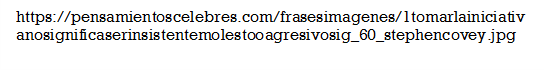 https://pensamientoscelebres.com/frasesimagenes/1tomarlainiciativ
anosignificaserinsistentemolestooagresivosig_60_stephencovey.jpg